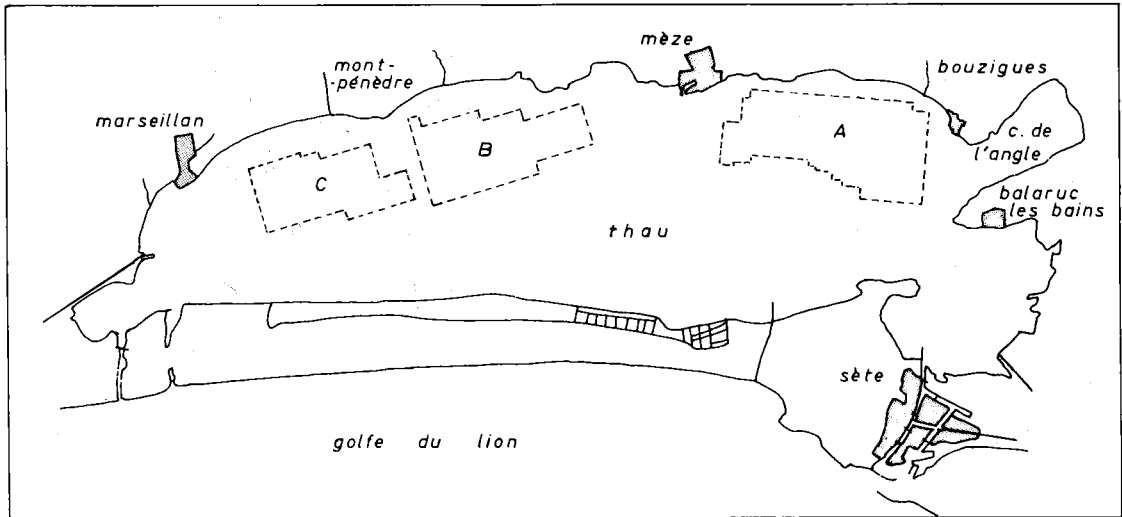 mèze
mont-
-pénèdre
bouzigues
marseillan
A
B
c. de
l'angle
C
balaruc
les bains
thau
sète
golfe du lion